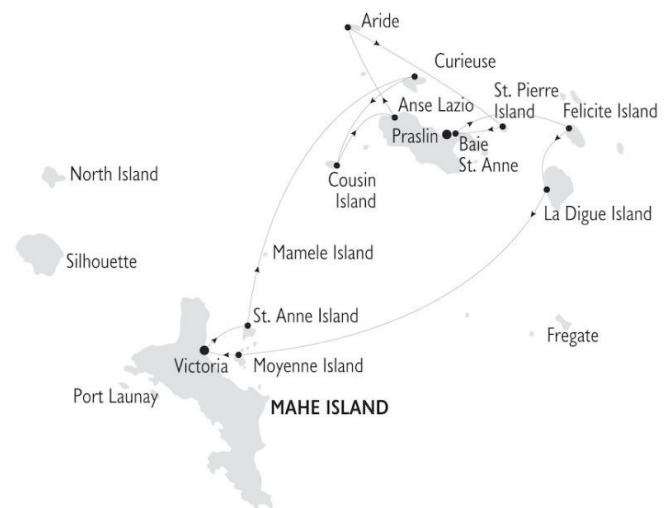 Aride
Curieuse
St. Pierre
Island
Felicite Island
Anse Lazio
Praslin
Baie
St. Anne
Cousin
Island
North Island
La Digue Island
Silhouette
Mamele Island
St. Anne Island
Fregate
Victoria
Moyenne Island
Port Launay
MAHE ISLAND